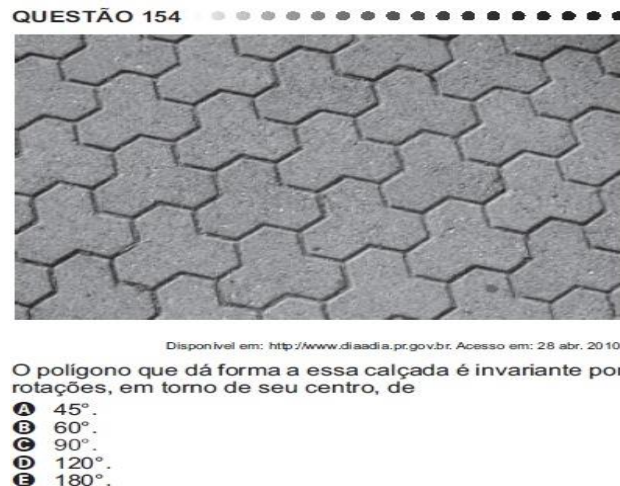 QUESTÃO 154
Disponível em: http://www.diaadia.pr.gov.br. Acesso em: 28 abr. 2010
O polígono que dá forma a essa calçada é invariante por
rotações, em torno de seu centro, de
A 45°.
B 60°.
C 90°.
D 120°.
E 180°.